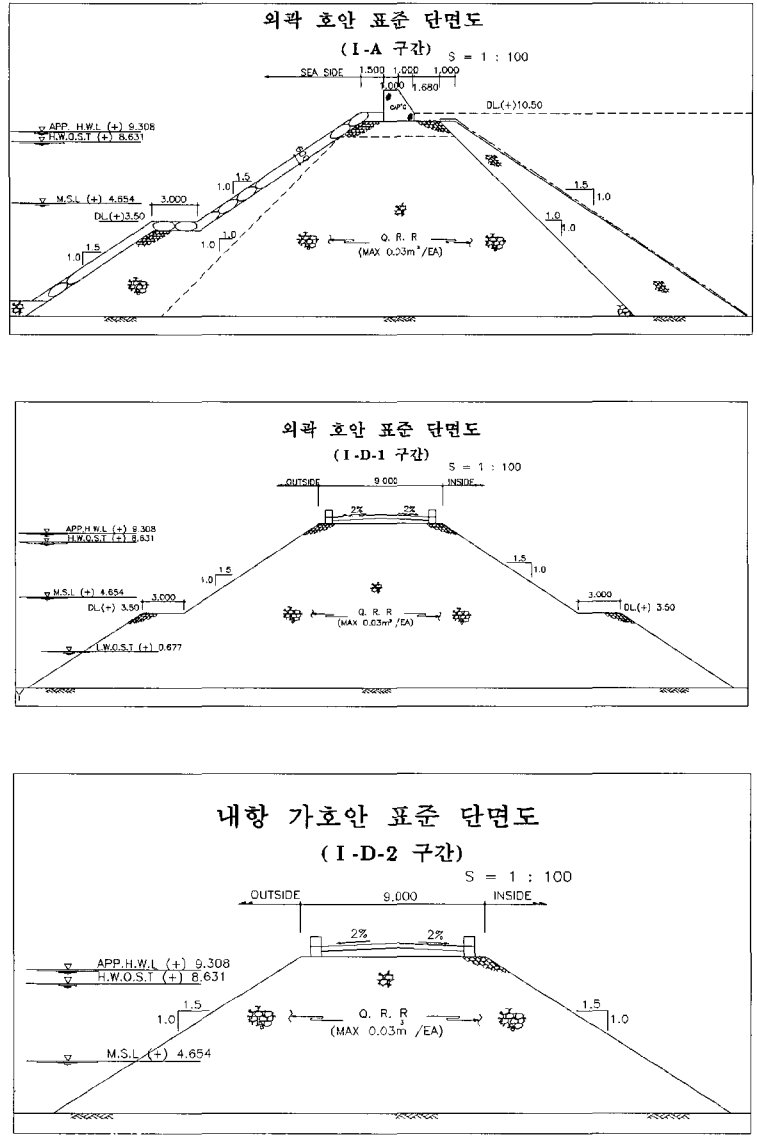 외곽 호안 표준 단면도
(I-A 구간)
S = 1 : 100
SEA SIDE
1.500 1.000 1.000
1.000 1.680
CAP'G
DL.(+)10.50
APP. H.W.L (+) 9.308
H.W.O.S.T (+) 8.631
1.5
1.0
1.5
1.0
M.S.L (+) 4.654
3.000
DL.(+)3.50
1.0
1.0
1.0
1.0
1.5
1.0
Q. R. R
(MAX 0.03m³/EA)
외곽 호안 표준 단면도
(I-D-1 구간)
S = 1 : 100
OUTSIDE
9.000
INSIDE
2%
2%
APP.H.W.L (+) 9.308
H.W.O.S.T (+) 8.631
1.5
1.0
1.5
1.0
M.S.L (+) 4.654
3.000
3.000
DL.(+) 3.50
DL.(+) 3.50
Q. R. R
(MAX 0.03m³/EA)
L.W.O.S.T (+) 0.677
내항 가호안 표준 단면도
(I-D-2 구간)
S = 1 : 100
OUTSIDE
9.000
INSIDE
2%
2%
APP.H.W.L (+) 9.308
H.W.O.S.T (+) 8.631
1.5
1.0
1.5
1.0
Q. R. R
(MAX 0.03m³/EA)
M.S.L (+) 4.654